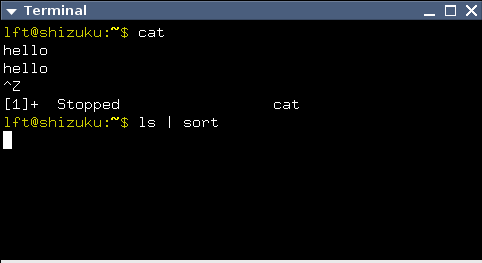 Terminal
lft@shizuku:~$ cat
hello
hello
^Z
[1]+  Stopped                 cat
lft@shizuku:~$ ls | sort